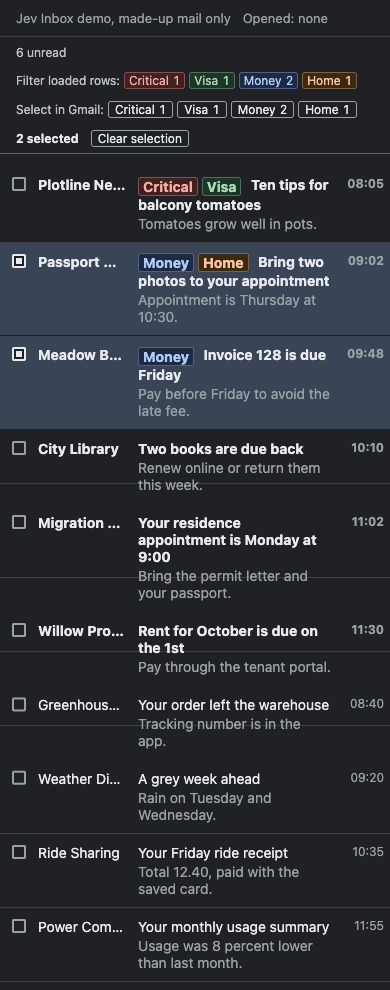 Jev Inbox demo, made-up mail only Opened: none
6 unread
Filter loaded rows: Critical 1 Visa 1 Money 2 Home 1
Select in Gmail: Critical 1 Visa 1 Money 2 Home 1
2 selected Clear selection
Plotline Ne... Critical Visa Ten tips for 08:05
balcony tomatoes
Tomatoes grow well in pots.
Passport ... Money Home Bring two 09:02
photos to your appointment
Appointment is Thursday at
10:30.
Meadow B... Money Invoice 128 is due 09:48
Friday
Pay before Friday to avoid the
late fee.
City Library Two books are due back 10:10
Renew online or return them
this week.
Migration ... Your residence 11:02
appointment is Monday at
9:00
Bring the permit letter and
your passport.
Willow Pro... Rent for October is due on 11:30
the 1st
Pay through the tenant portal.
Greenhous... Your order left the warehouse 08:40
Tracking number is in the
app.
Weather Di... A grey week ahead 09:20
Rain on Tuesday and
Wednesday.
Ride Sharing Your Friday ride receipt 10:35
Total 12.40, paid with the
saved card.
Power Com... Your monthly usage summary 11:55
Usage was 8 percent lower
than last month.